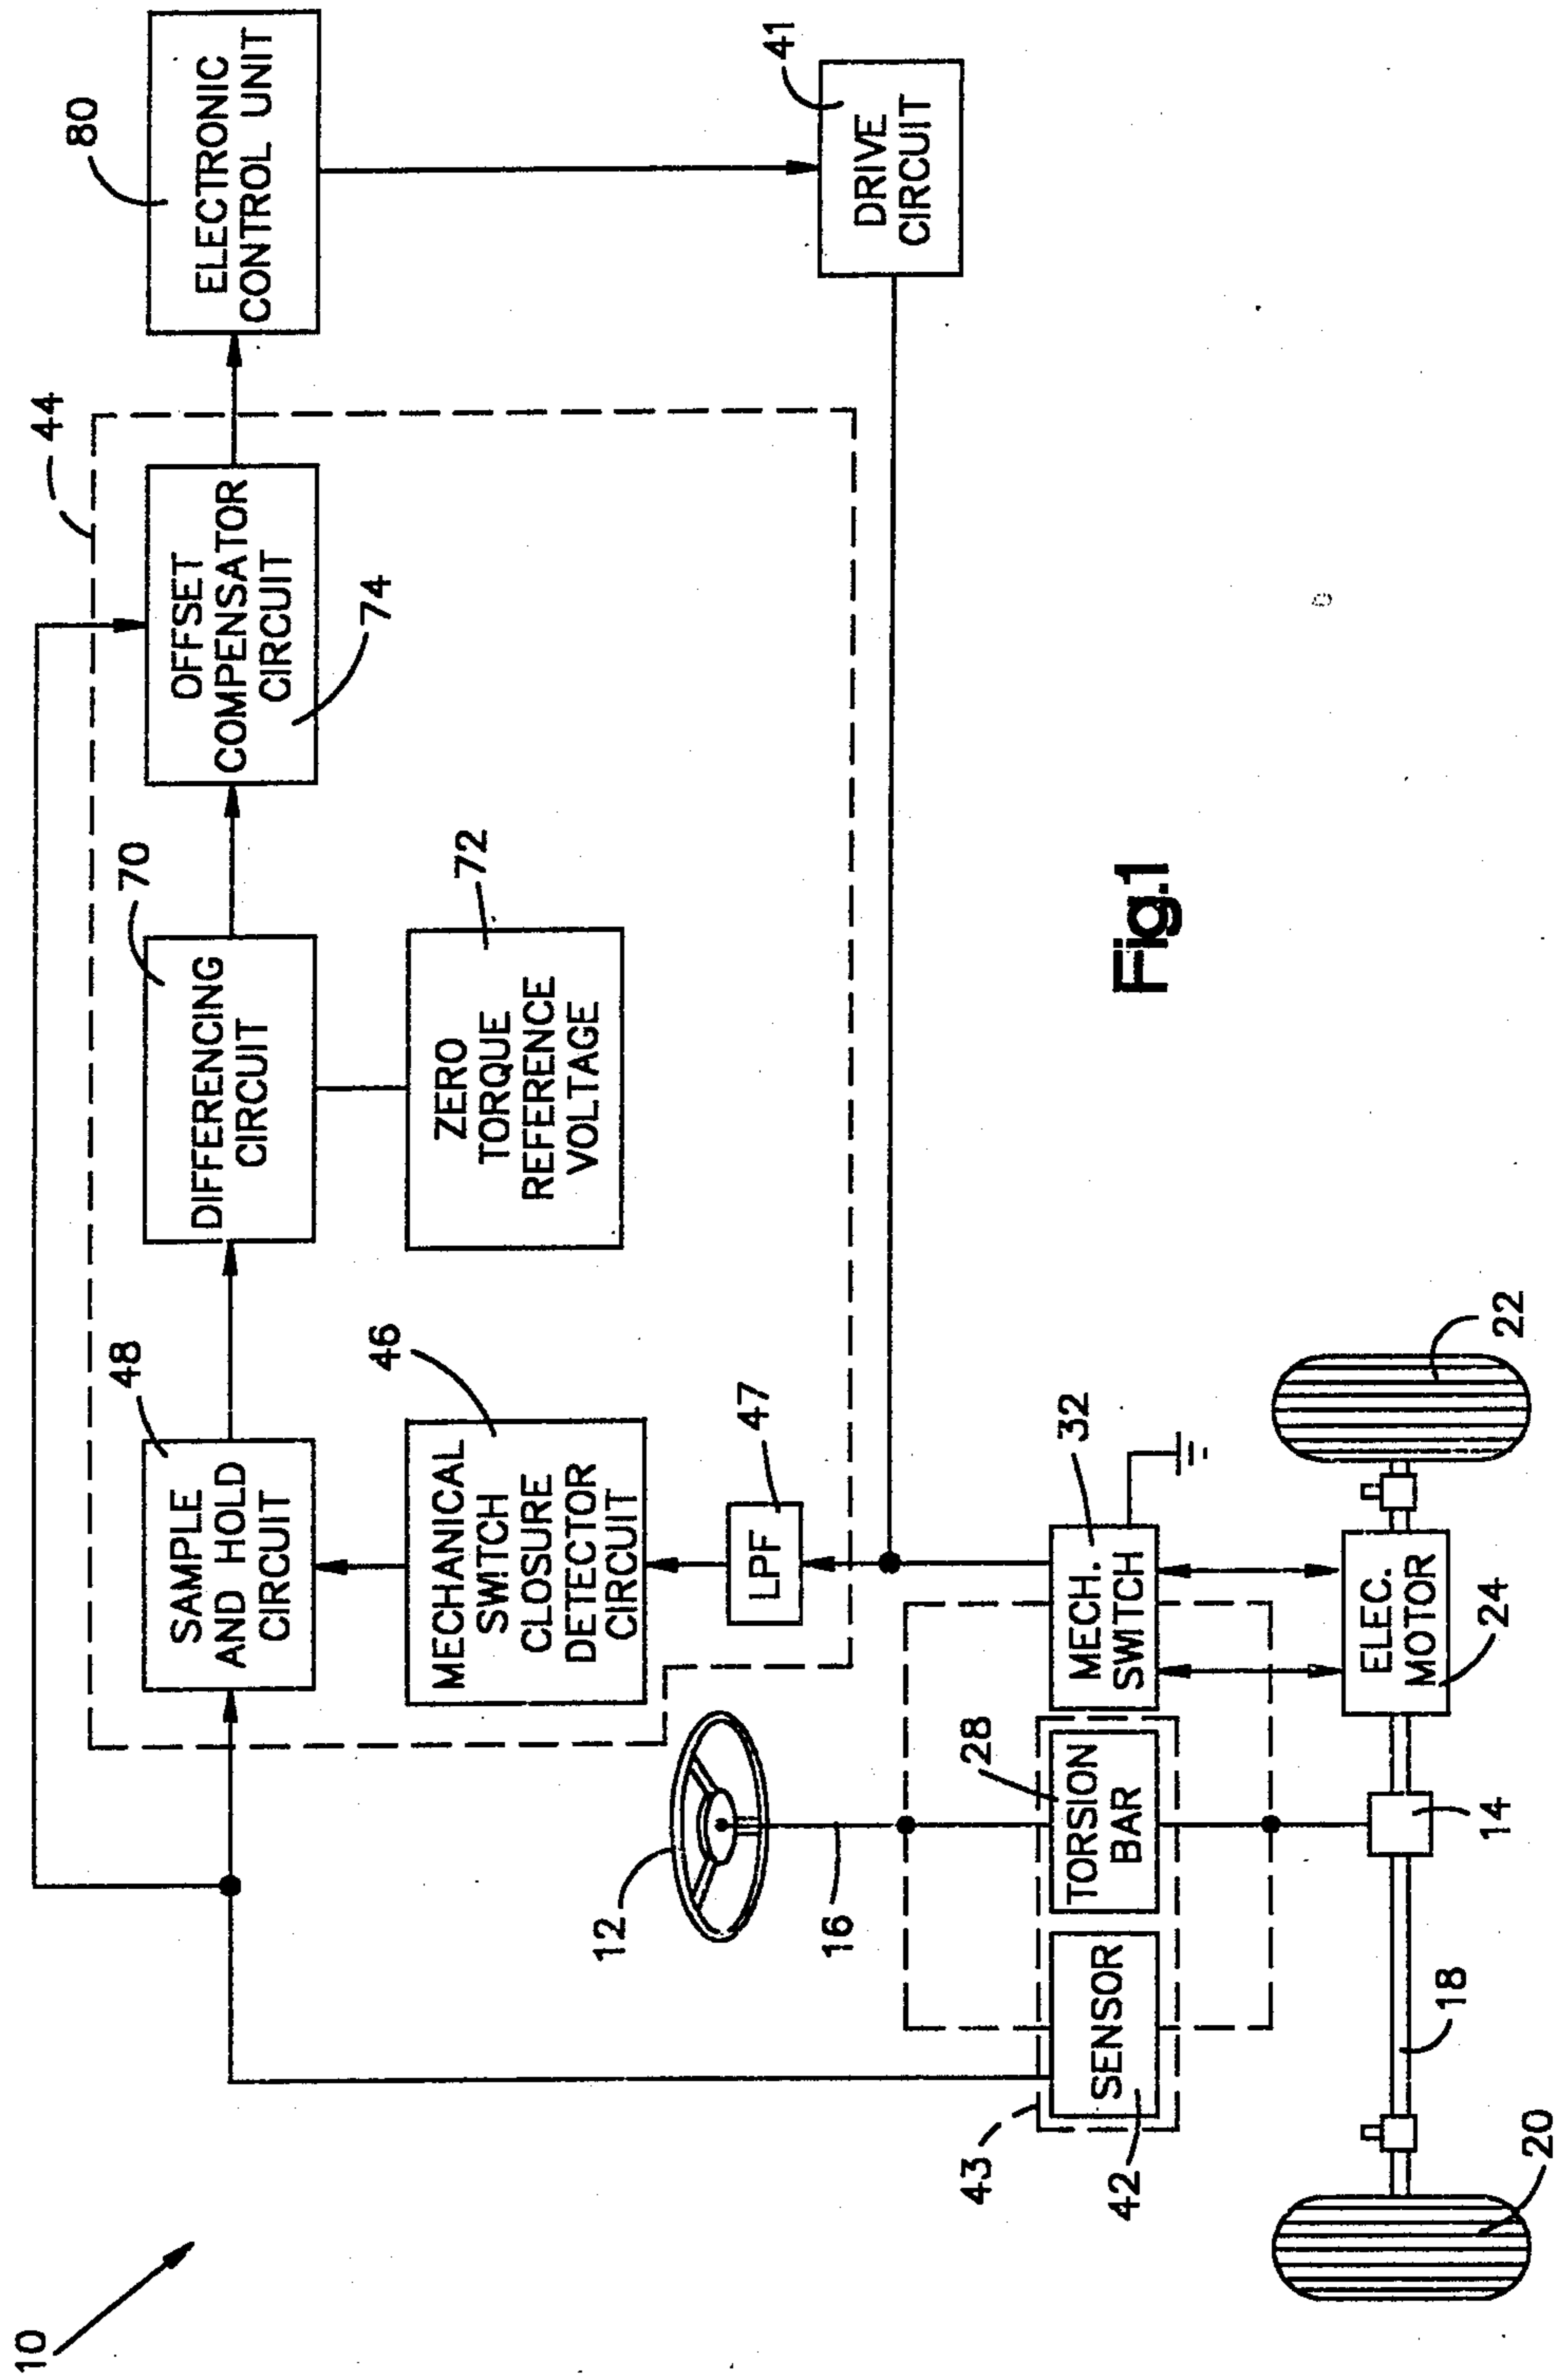 10
80
ELECTRONIC
CONTROL UNIT
44
OFFSET
COMPENSATOR
CIRCUIT
74
70
DIFFERENCING
CIRCUIT
72
ZERO
TORQUE
REFERENCE
VOLTAGE
48
SAMPLE
AND HOLD
CIRCUIT
46
MECHANICAL
SWITCH
CLOSURE
DETECTOR
CIRCUIT
47
LPF
41
DRIVE
CIRCUIT
12
16
43
SENSOR
42
28
TORSION
BAR
32
MECH.
SWITCH
ELEC.
MOTOR
24
14
18
20
22
Fig.1